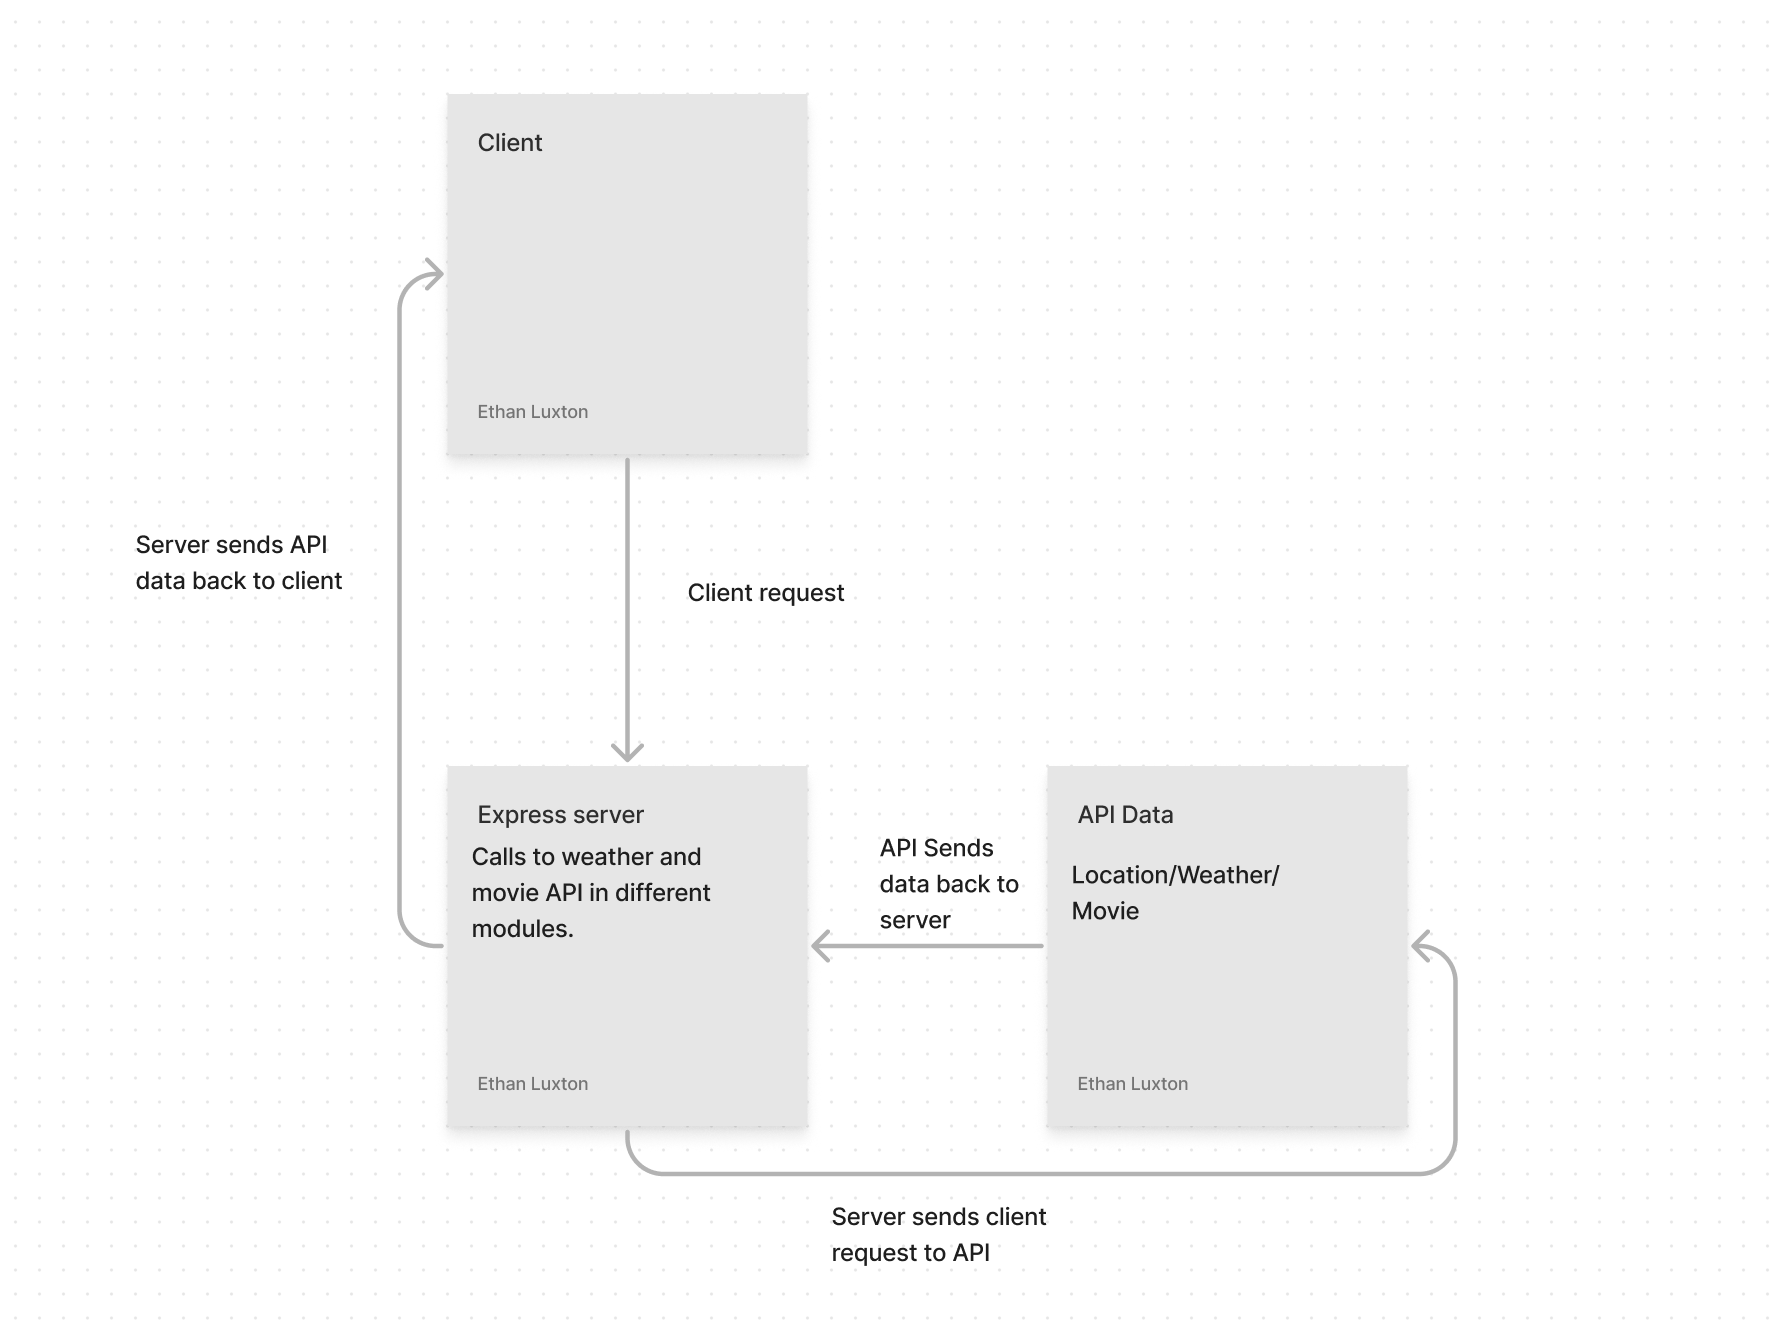 Client
Ethan Luxton
Server sends API
data back to client
Client request
Express server
Calls to weather and
movie API in different
modules.
Ethan Luxton
API Sends
data back to
server
API Data
Location/Weather/
Movie
Ethan Luxton
Server sends client
request to API